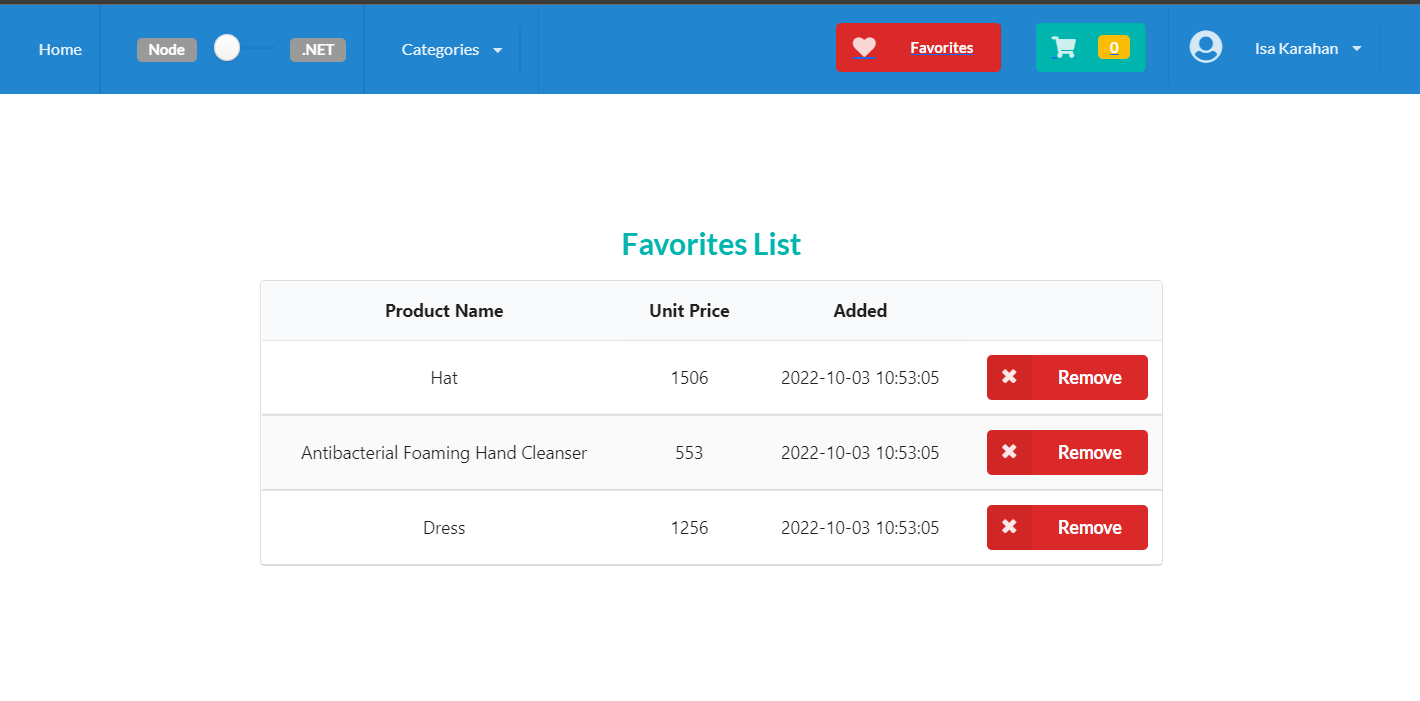 Home Node .NET Categories Favorites 0 Isa Karahan
Favorites List
Product Name Unit Price Added
Hat 1506 2022-10-03 10:53:05 Remove
Antibacterial Foaming Hand Cleanser 553 2022-10-03 10:53:05 Remove
Dress 1256 2022-10-03 10:53:05 Remove